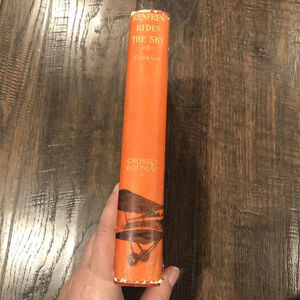 RENFREW
RIDES
THE SKY
Erskine
GROSSET
& DUNLAP